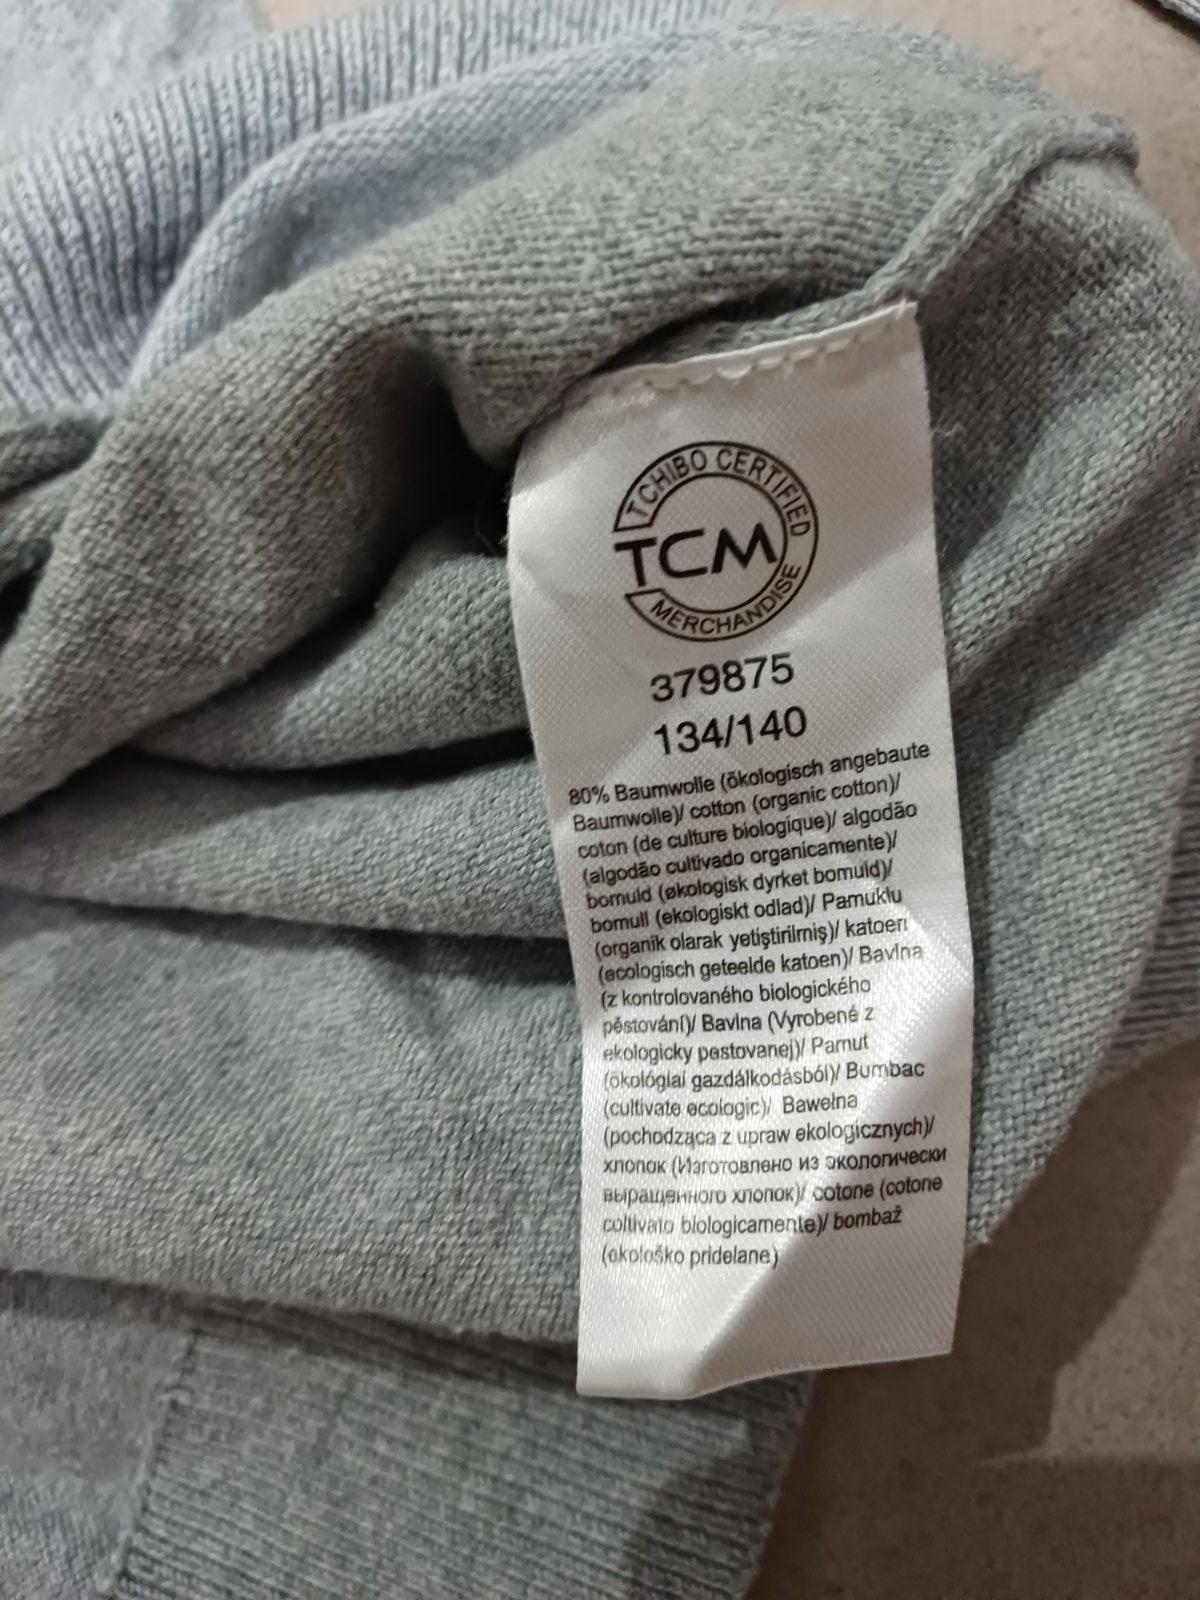 TCHIBO CERTIFIED
TCM
MERCHANDISE
379875
134/140
80% Baumwolle (ökologisch angebaute
Baumwolle)/ cotton (organic cotton)/
coton (de culture biologique)/ algodão
(algodão cultivado organicamente)/
bomuld (økologisk dyrket bomuld)/
bomull (ekologiskt odlad)/ Pamuklu
(organik olarak yetiştirilmiş)/ katoen
(ecologisch geteelde katoen)/ Bavlna
(z kontrolovaného biologického
pěstování)/ Bavlna (Vyrobené z
ekologicky pestovanej)/ Pamut
(ökológiai gazdálkodásból)/ Bumbac
(cultivate ecologic)/ Bawełna
(pochodząca z upraw ekologicznych)/
хлопок (Изготовлено из экологически
выращенного хлопок)/ cotone (cotone
coltivato biologicamente)/ bombaž
(ekološko pridelane)